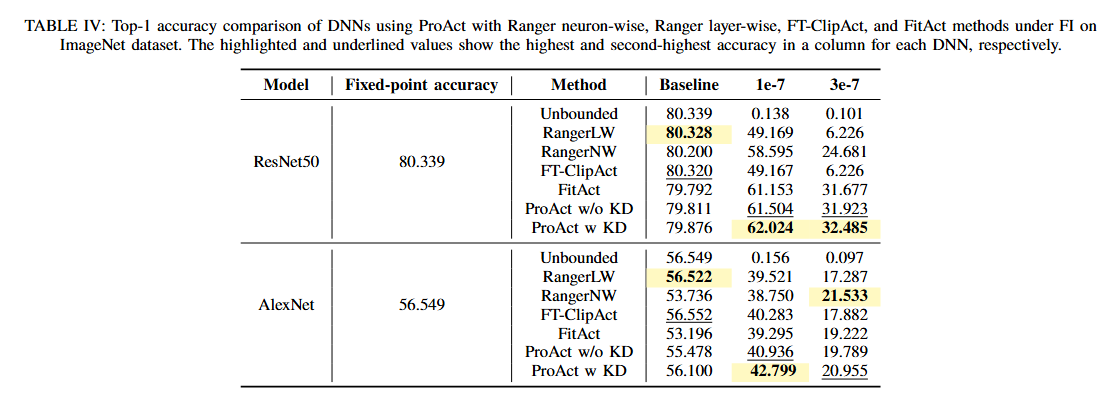 TABLE IV: Top-1 accuracy comparison of DNNs using ProAct with Ranger neuron-wise, Ranger layer-wise, FT-ClipAct, and FitAct methods under FI on
ImageNet dataset. The highlighted and underlined values show the highest and second-highest accuracy in a column for each DNN, respectively.
Model Fixed-point accuracy Method Baseline 1e-7 3e-7
Unbounded 80.339 0.138 0.101
RangerLW 80.328 49.169 6.226
RangerNW 80.200 58.595 24.681
ResNet50 80.339
FT-ClipAct 80.320 49.167 6.226
FitAct 79.792 61.153 31.677
ProAct w/o KD 79.811 61.504 31.923
ProAct w KD 79.876 62.024 32.485
Unbounded 56.549 0.156 0.097
RangerLW 56.522 39.521 17.287
RangerNW 53.736 38.750 21.533
AlexNet 56.549
FT-ClipAct 56.552 40.283 17.882
FitAct 53.196 39.295 19.222
ProAct w/o KD 55.478 40.936 19.789
ProAct w KD 56.100 42.799 20.955